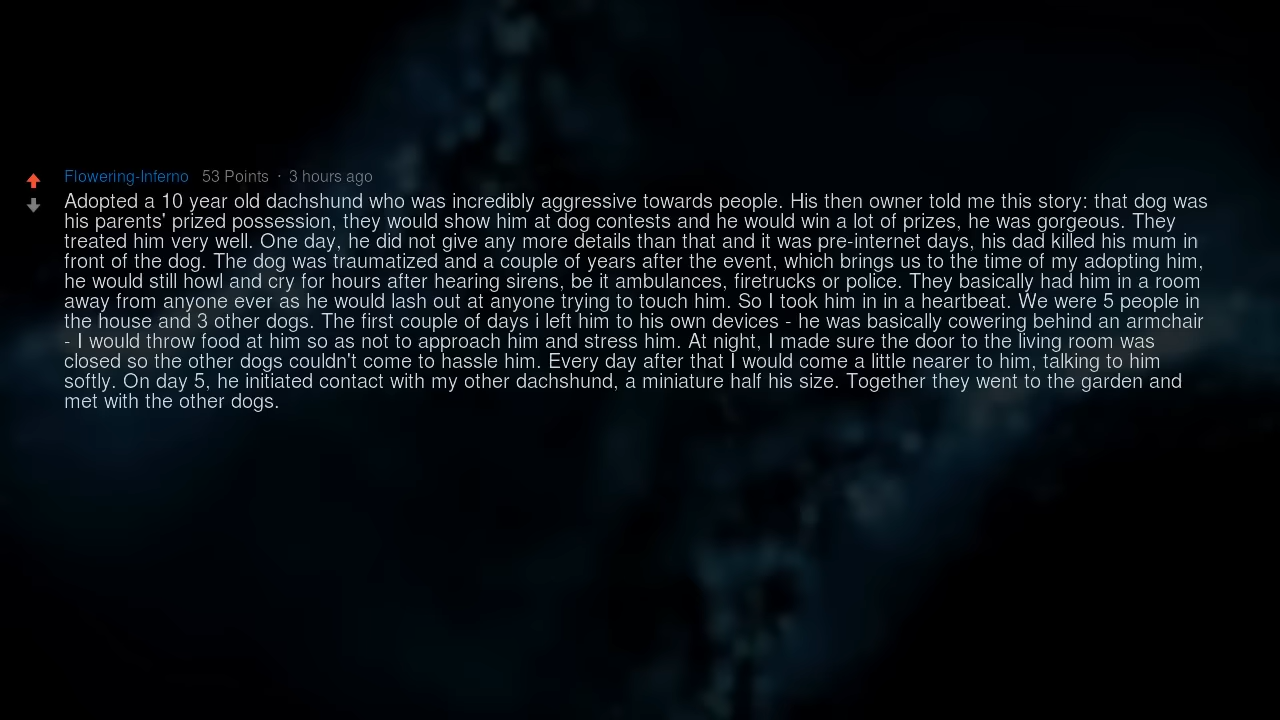 Flowering-Inferno 53 Points · 3 hours ago
Adopted a 10 year old dachshund who was incredibly aggressive towards people. His then owner told me this story: that dog was
his parents' prized possession, they would show him at dog contests and he would win a lot of prizes, he was gorgeous. They
treated him very well. One day, he did not give any more details than that and it was pre-internet days, his dad killed his mum in
front of the dog. The dog was traumatized and a couple of years after the event, which brings us to the time of my adopting him,
he would still howl and cry for hours after hearing sirens, be it ambulances, firetrucks or police. They basically had him in a room
away from anyone ever as he would lash out at anyone trying to touch him. So I took him in in a heartbeat. We were 5 people in
the house and 3 other dogs. The first couple of days i left him to his own devices - he was basically cowering behind an armchair
- I would throw food at him so as not to approach him and stress him. At night, I made sure the door to the living room was
closed so the other dogs couldn't come to hassle him. Every day after that I would come a little nearer to him, talking to him
softly. On day 5, he initiated contact with my other dachshund, a miniature half his size. Together they went to the garden and
met with the other dogs.